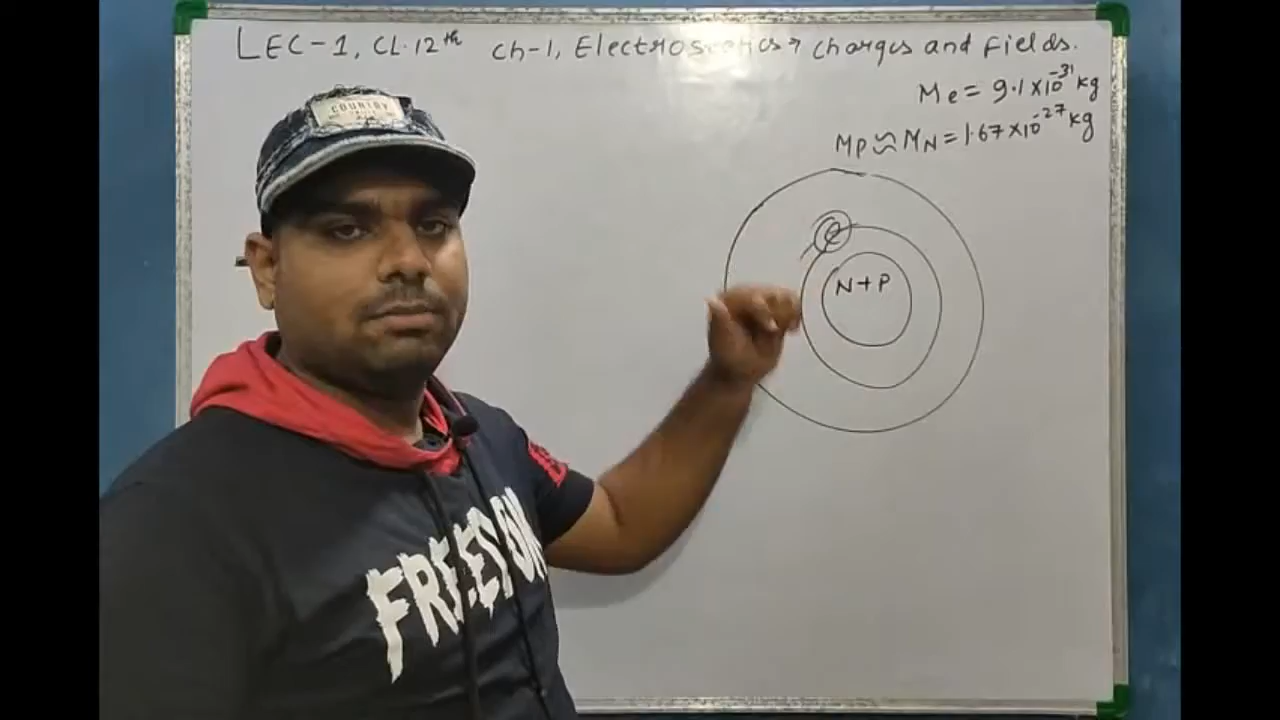 LEC-1, CL.12th Ch-1, Electrostatics → Charges and Fields.
Me = 9.1×10⁻³¹ kg
Mp ≈ MN = 1.67×10⁻²⁷ kg
COUNTRY
e
N+P
FREEDOM